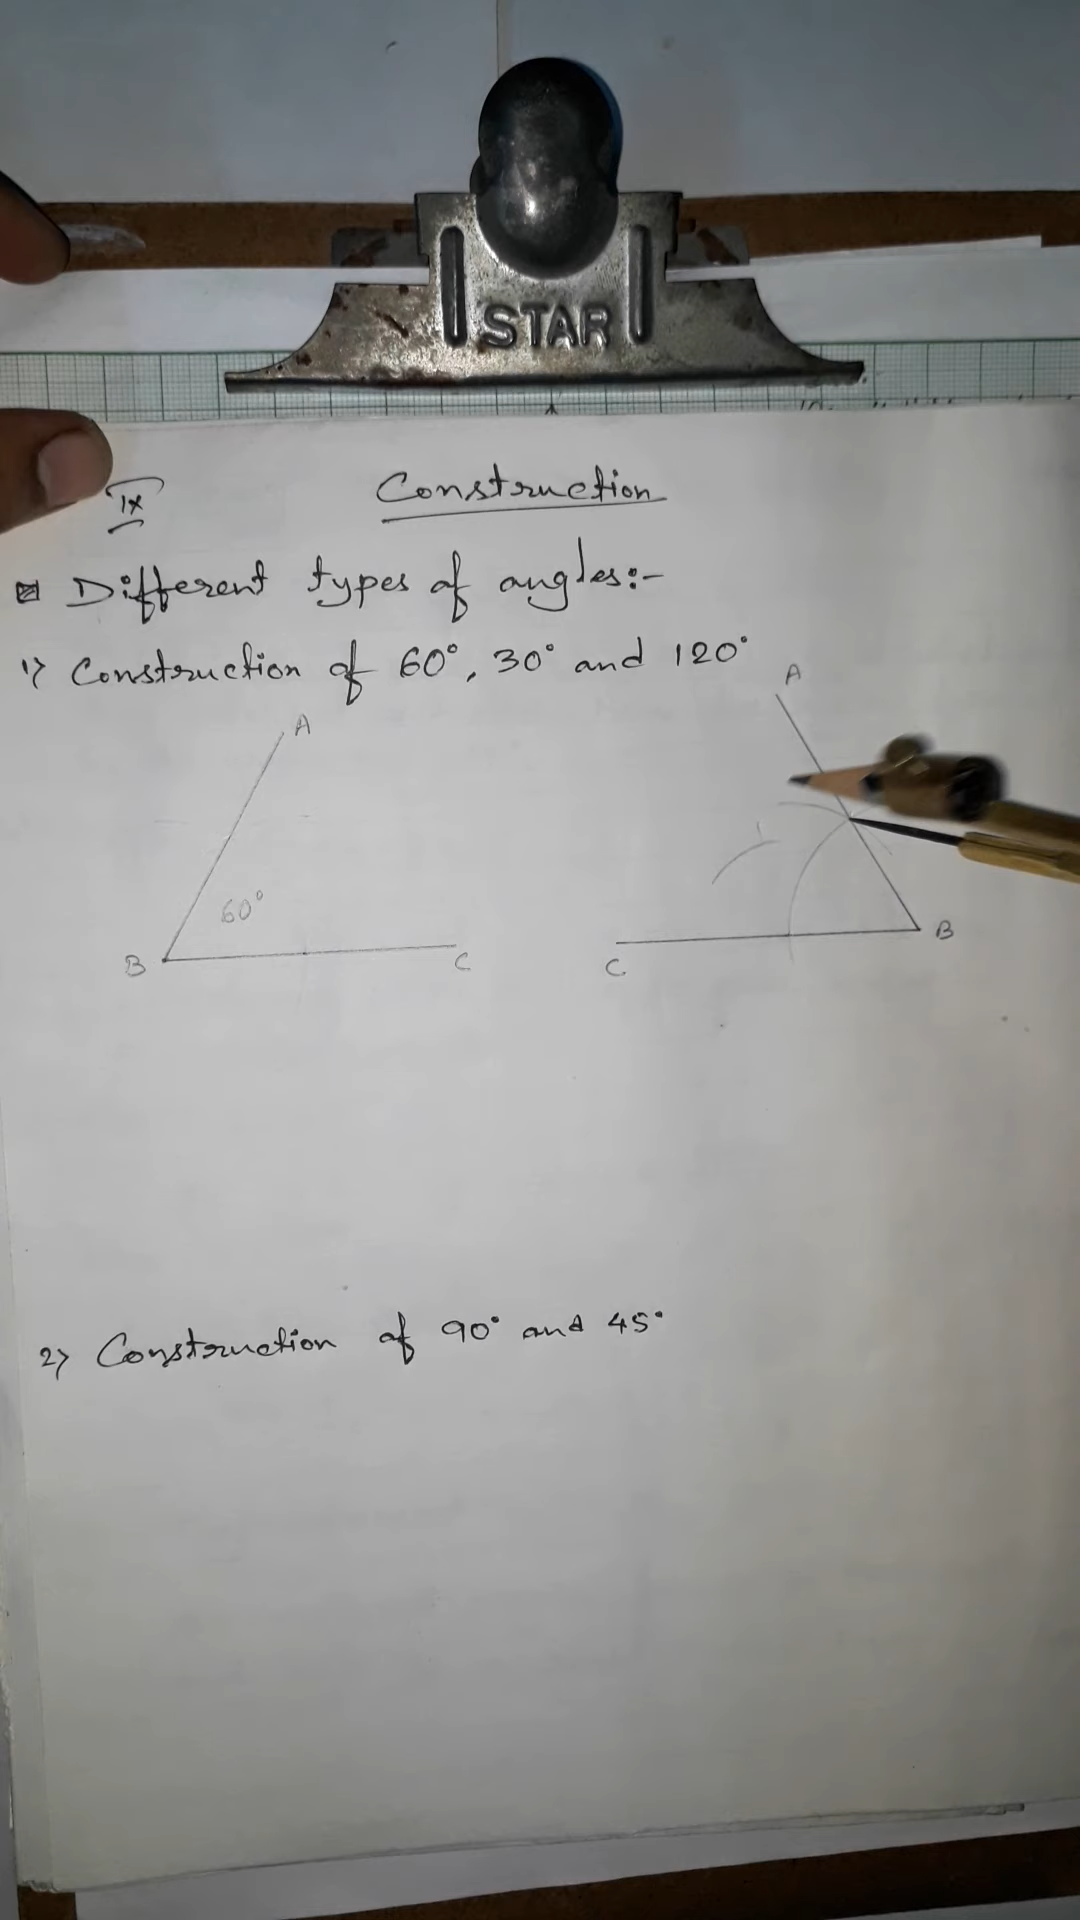 STAR
IX
Construction
Different types of angles:-
1) Construction of 60°, 30° and 120°
A
A
60°
B
C
C
B
2) Construction of 90° and 45°